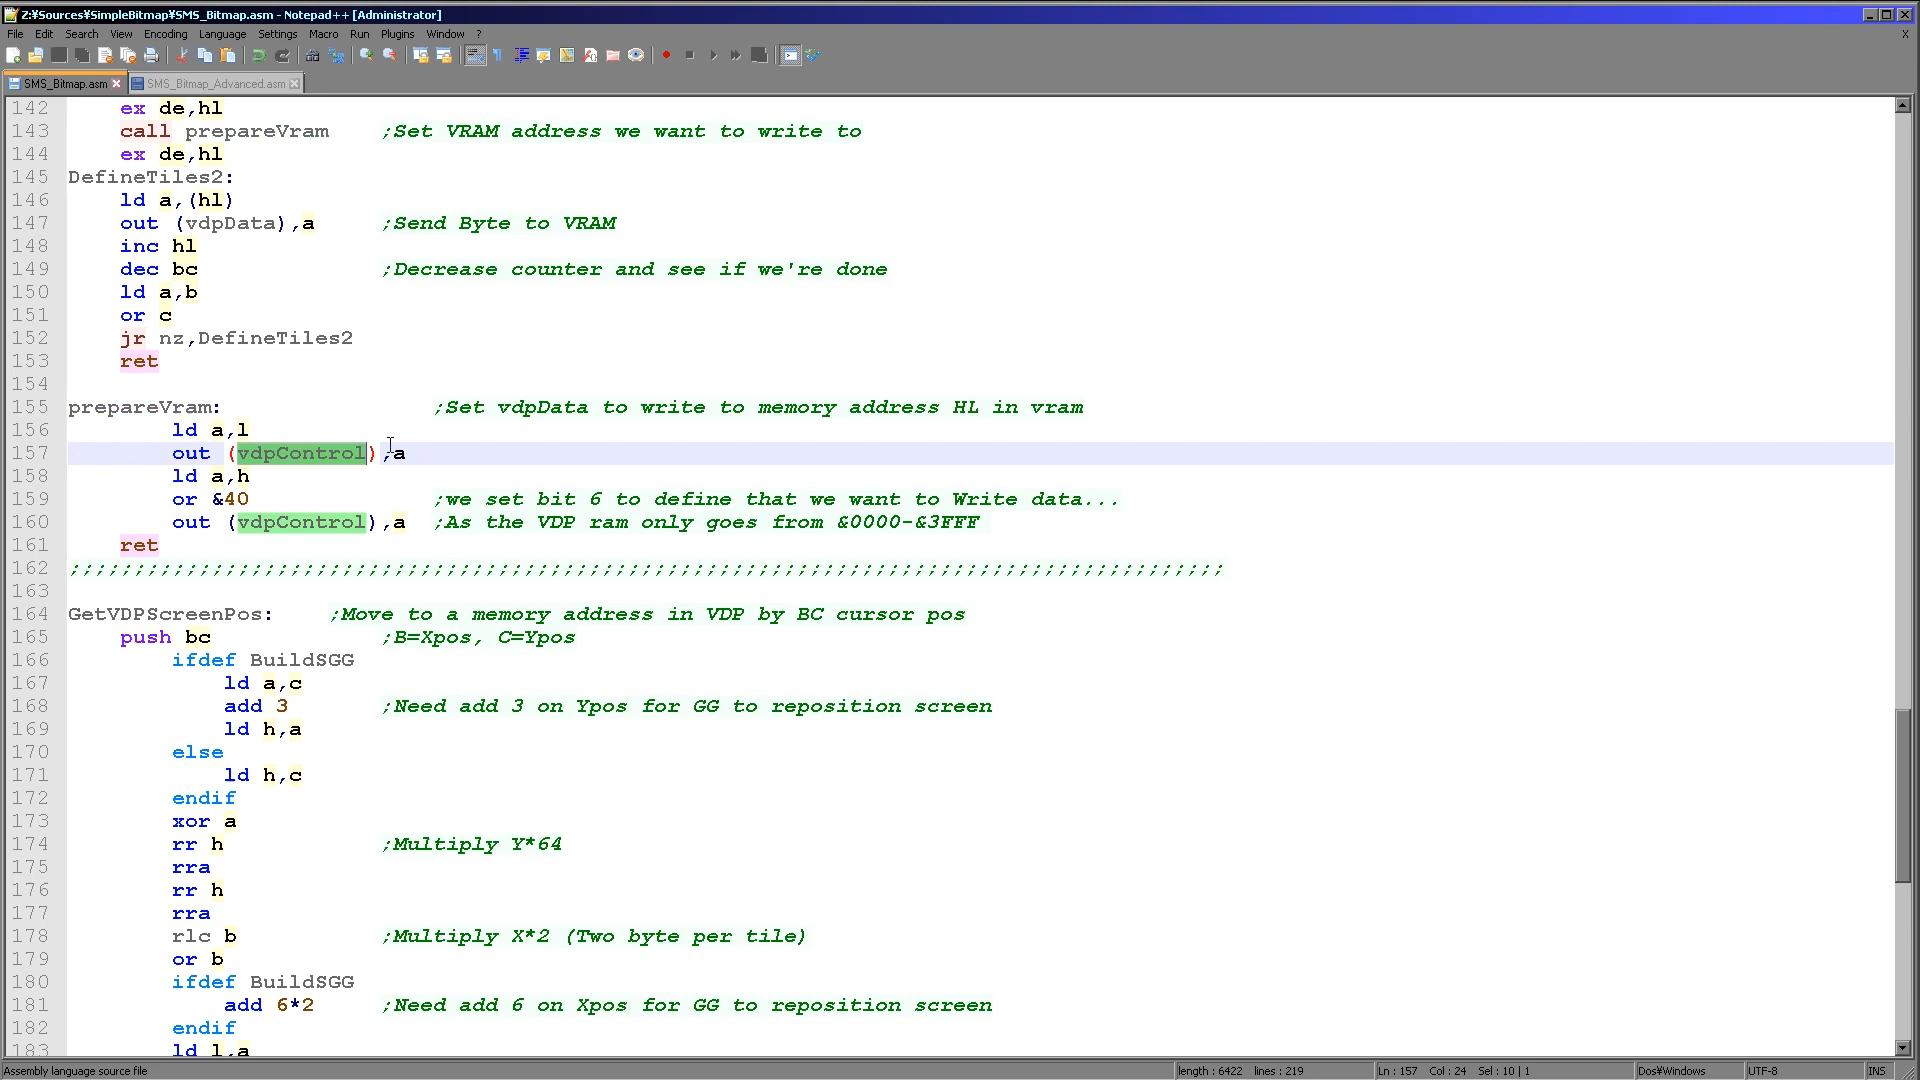 Z:¥Sources¥SimpleBitmap¥SMS_Bitmap.asm - Notepad++ [Administrator]
File Edit Search View Encoding Language Settings Macro Run Plugins Window ? X
SMS_Bitmap.asm SMS_Bitmap_Advanced.asm
142 ex de,hl
143 call prepareVram ;Set VRAM address we want to write to
144 ex de,hl
145 DefineTiles2:
146 ld a,(hl)
147 out (vdpData),a ;Send Byte to VRAM
148 inc hl
149 dec bc ;Decrease counter and see if we're done
150 ld a,b
151 or c
152 jr nz,DefineTiles2
153 ret
154
155 prepareVram: ;Set vdpData to write to memory address HL in vram
156 ld a,l
157 out (vdpControl),a
158 ld a,h
159 or &40 ;we set bit 6 to define that we want to Write data...
160 out (vdpControl),a ;As the VDP ram only goes from &0000-&3FFF
161 ret
162 ;;;;;;;;;;;;;;;;;;;;;;;;;;;;;;;;;;;;;;;;;;;;;;;;;;;;;;;;;;;;;;;;;;;;;;;;;;;;;;;;;;;;;;;;;
163
164 GetVDPScreenPos: ;Move to a memory address in VDP by BC cursor pos
165 push bc ;B=Xpos, C=Ypos
166 ifdef BuildSGG
167 ld a,c
168 add 3 ;Need add 3 on Ypos for GG to reposition screen
169 ld h,a
170 else
171 ld h,c
172 endif
173 xor a
174 rr h ;Multiply Y*64
175 rra
176 rr h
177 rra
178 rlc b ;Multiply X*2 (Two byte per tile)
179 or b
180 ifdef BuildSGG
181 add 6*2 ;Need add 6 on Xpos for GG to reposition screen
182 endif
183 ld l,a
Assembly language source file length : 6422 lines : 219 Ln : 157 Col : 24 Sel : 10 | 1 Dos¥Windows UTF-8 INS